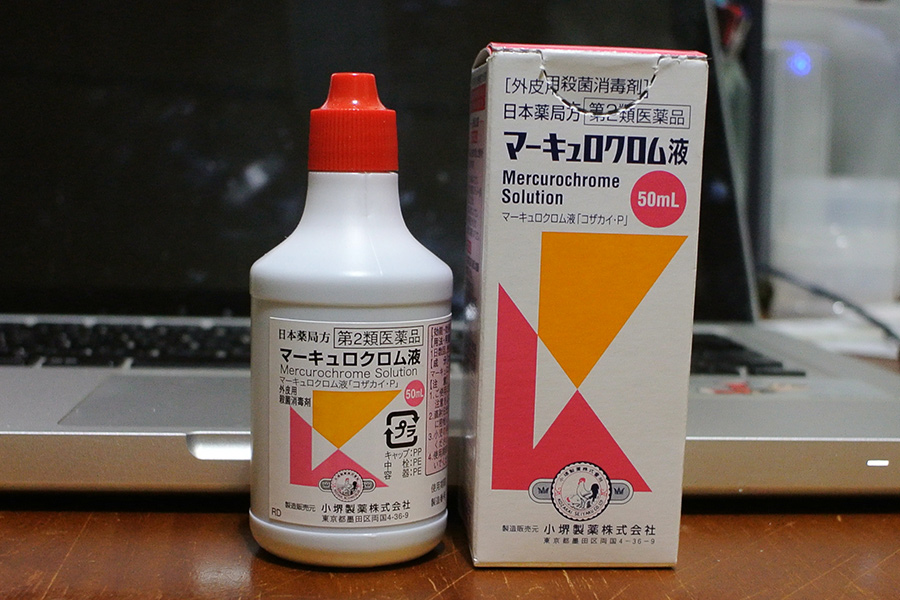 [外皮用殺菌消毒剤]
日本薬局方 第2類医薬品
マーキュロクロム液
Mercurochrome
Solution
50mL
マーキュロクロム液「コザカイ・P」
製造販売元 小堺製薬株式会社
東京都墨田区両国4-36-9
日本薬局方 第2類医薬品
マーキュロクロム液
Mercurochrome Solution
マーキュロクロム液「コザカイ・P」
外皮用
殺菌消毒剤
50mL
プラ
キャップ:PP
中 栓:PE
容 器:PE
製造販売元 小堺製薬株式会社
東京都墨田区両国4-36-9
RD